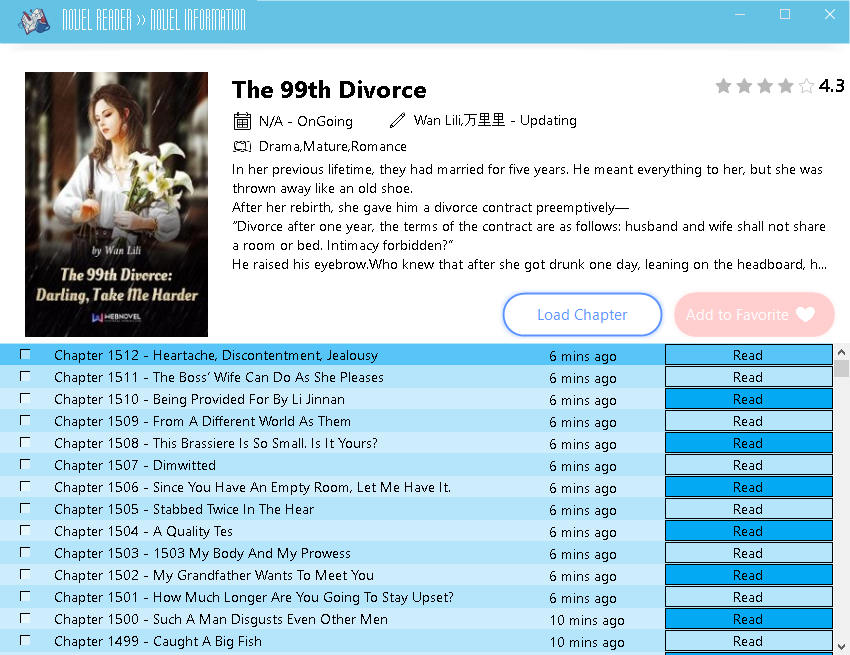 NOVEL READER >> NOVEL INFORMATION
The 99th Divorce
4.3
N/A - OnGoing
Wan Lili,万里里 - Updating
Drama,Mature,Romance
In her previous lifetime, they had married for five years. He meant everything to her, but she was
thrown away like an old shoe.
After her rebirth, she gave him a divorce contract preemptively—
“Divorce after one year, the terms of the contract are as follows: husband and wife shall not share
a room or bed. Intimacy forbidden?”
He raised his eyebrow.Who knew that after she got drunk one day, leaning on the headboard, h...
by Wan Lili
The 99th Divorce:
Darling, Take Me Harder
WEBNOVEL
Load Chapter
Add to Favorite
Chapter 1512 - Heartache, Discontentment, Jealousy 6 mins ago Read
Chapter 1511 - The Boss’ Wife Can Do As She Pleases 6 mins ago Read
Chapter 1510 - Being Provided For By Li Jinnan 6 mins ago Read
Chapter 1509 - From A Different World As Them 6 mins ago Read
Chapter 1508 - This Brassiere Is So Small. Is It Yours? 6 mins ago Read
Chapter 1507 - Dimwitted 6 mins ago Read
Chapter 1506 - Since You Have An Empty Room, Let Me Have It. 6 mins ago Read
Chapter 1505 - Stabbed Twice In The Hear 6 mins ago Read
Chapter 1504 - A Quality Tes 6 mins ago Read
Chapter 1503 - 1503 My Body And My Prowess 6 mins ago Read
Chapter 1502 - My Grandfather Wants To Meet You 6 mins ago Read
Chapter 1501 - How Much Longer Are You Going To Stay Upset? 6 mins ago Read
Chapter 1500 - Such A Man Disgusts Even Other Men 10 mins ago Read
Chapter 1499 - Caught A Big Fish 10 mins ago Read